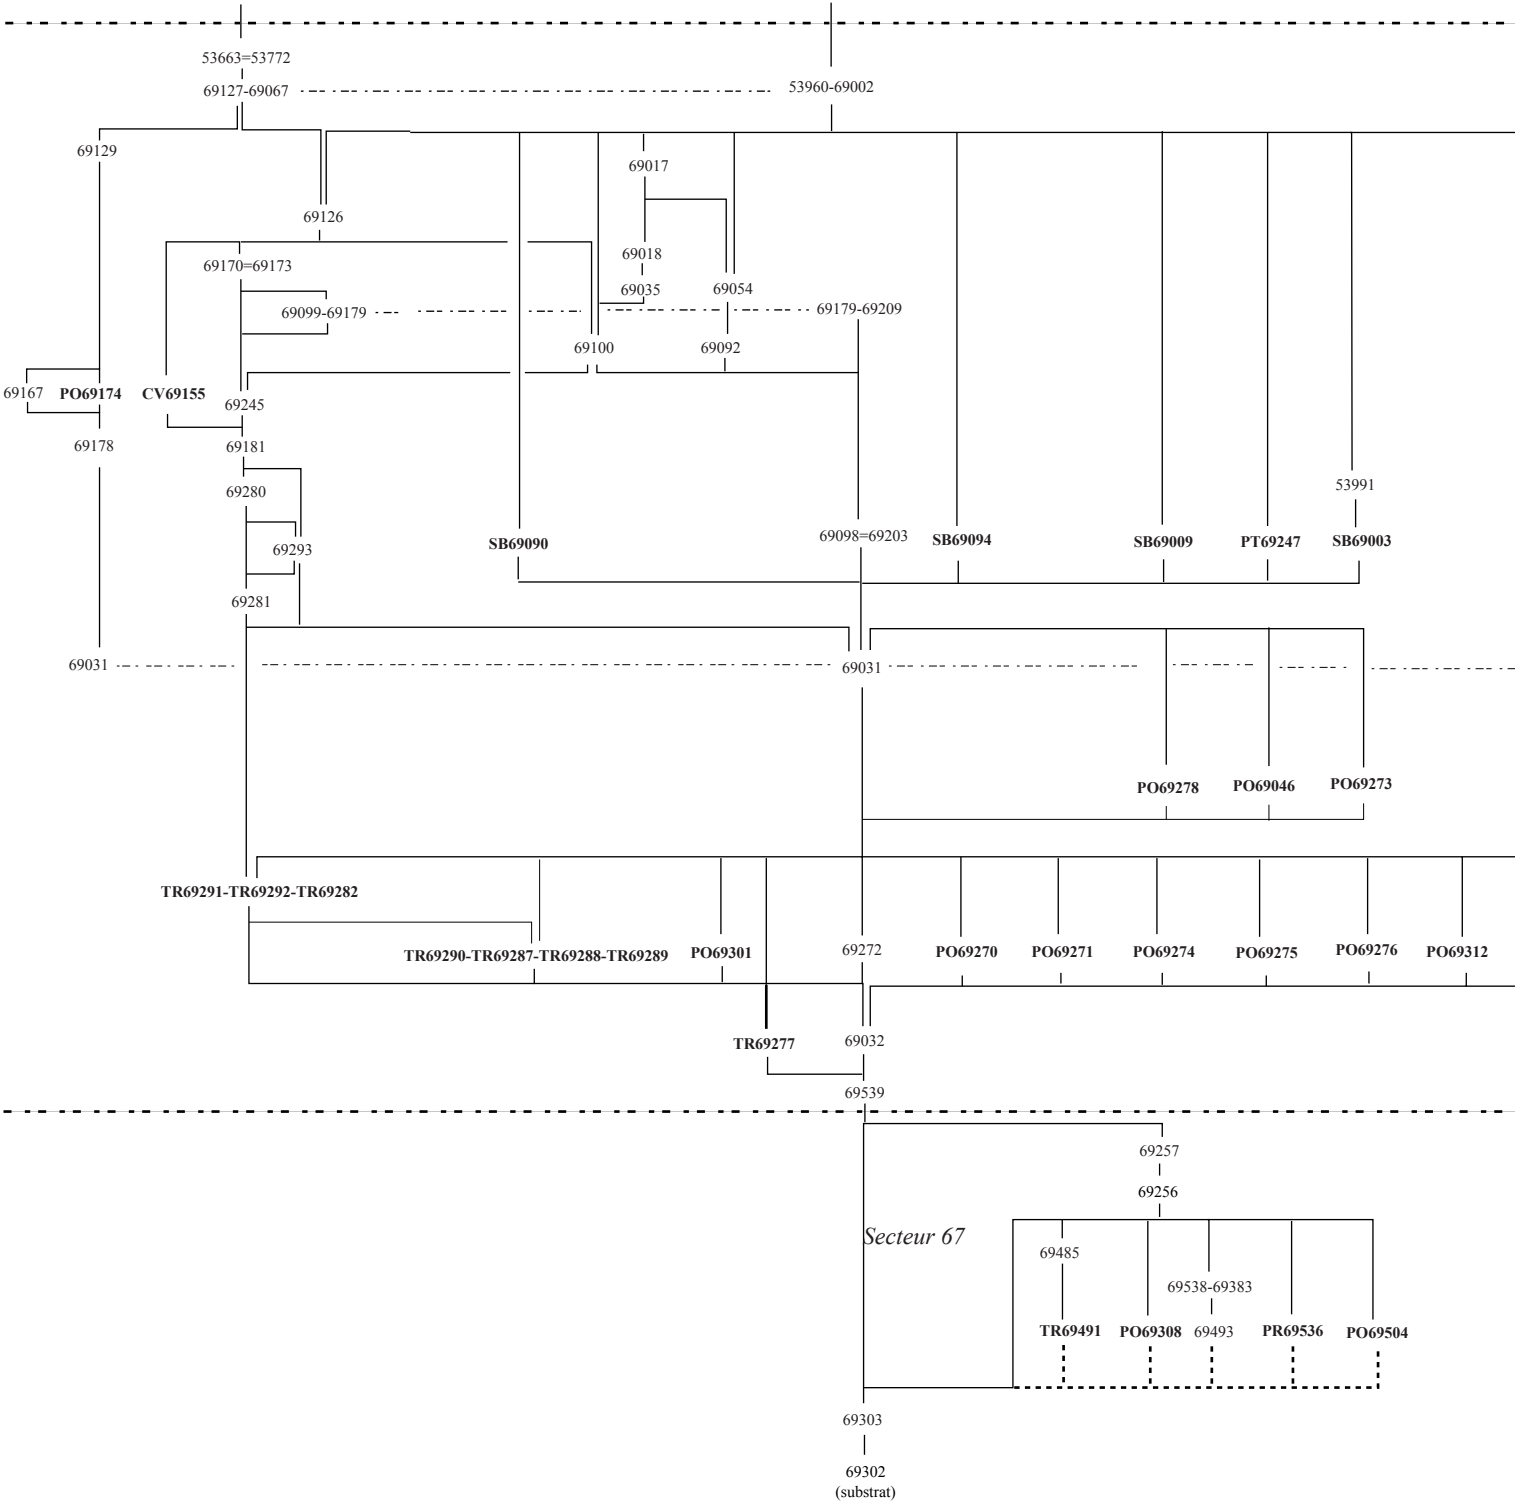 53663=53772
69127-69067
53960-69002
69129
69017
69126
69018
69170=69173
69035
69054
69099-69179
69179-69209
69100
69092
69167
PO69174
CV69155
69245
69178
69181
53991
69280
69098=69203
SB69094
SB69009
PT69247
SB69003
SB69090
69293
69281
69031
69031
PO69278
PO69046
PO69273
TR69291-TR69292-TR69282
TR69290-TR69287-TR69288-TR69289
PO69301
69272
PO69270
PO69271
PO69274
PO69275
PO69276
PO69312
TR69277
69032
69539
69257
69256
Secteur 67
69485
69538-69383
TR69491
PO69308
69493
PR69536
PO69504
69303
69302
(substrat)